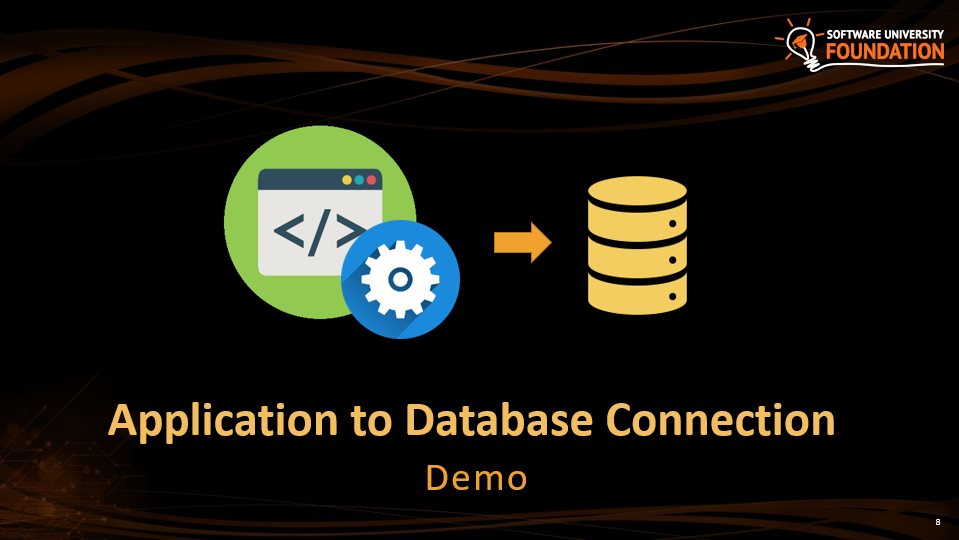 SOFTWARE UNIVERSITY
FOUNDATION
</>
Application to Database Connection
Demo
8